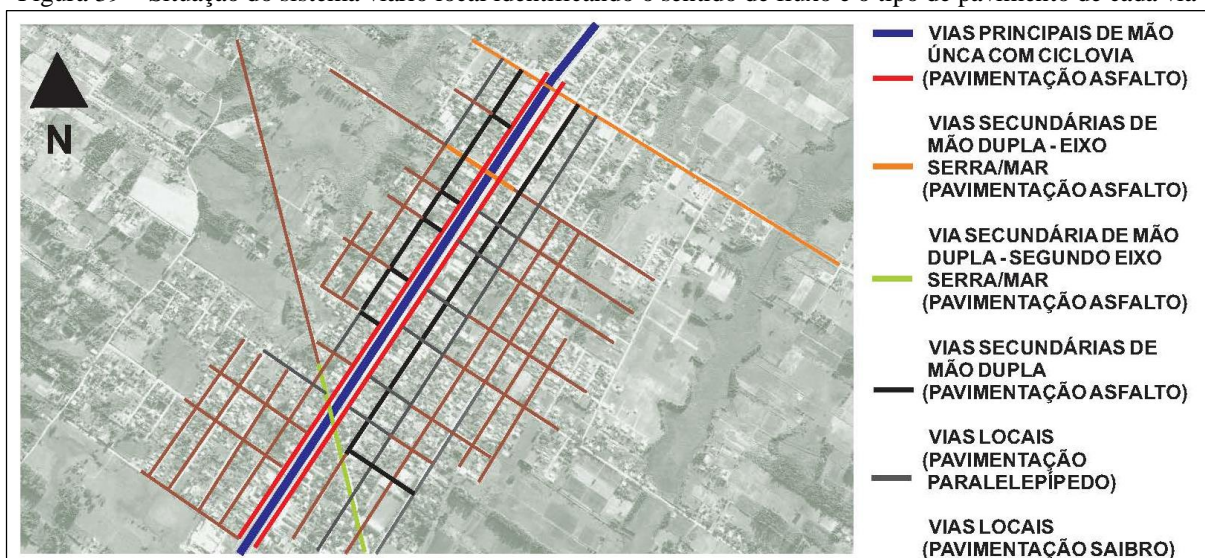 Figura 39 – Situação do sistema viário local identificando o sentido de fluxo e o tipo de pavimento de cada via
N
VIAS PRINCIPAIS DE MÃO
ÚNCA COM CICLOVIA
(PAVIMENTAÇÃO ASFALTO)
VIAS SECUNDÁRIAS DE
MÃO DUPLA - EIXO
SERRA/MAR
(PAVIMENTAÇÃO ASFALTO)
VIA SECUNDÁRIA DE MÃO
DUPLA - SEGUNDO EIXO
SERRA/MAR
(PAVIMENTAÇÃO ASFALTO)
VIAS SECUNDÁRIAS DE
MÃO DUPLA
(PAVIMENTAÇÃO ASFALTO)
VIAS LOCAIS
(PAVIMENTAÇÃO
PARALELEPÍPEDO)
VIAS LOCAIS
(PAVIMENTAÇÃO SAIBRO)